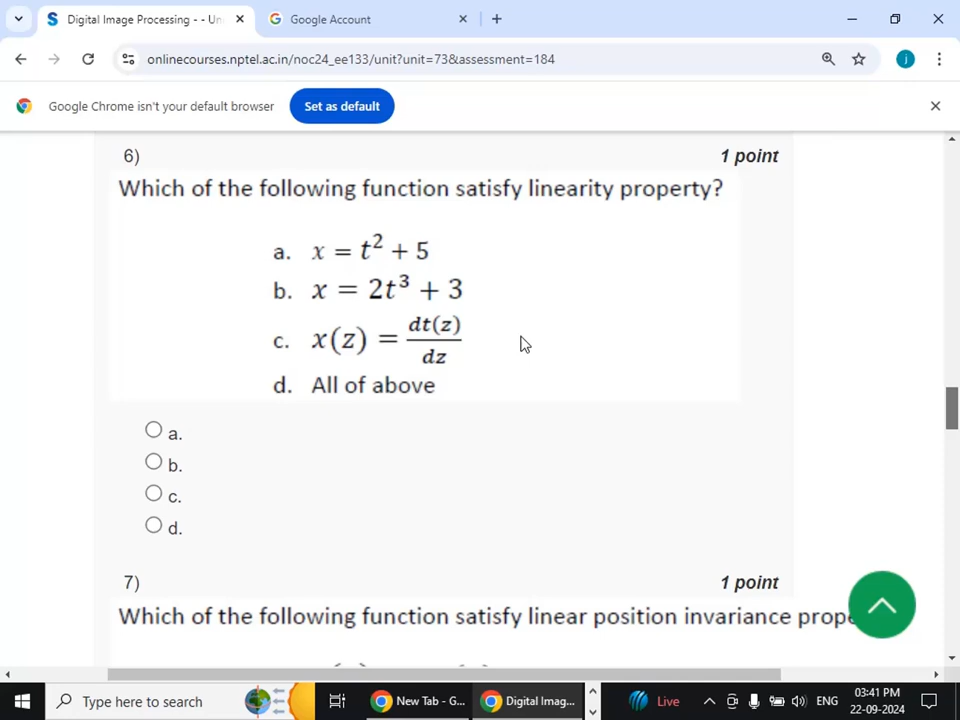 Digital Image Processing - - Un
Google Account
onlinecourses.nptel.ac.in/noc24_ee133/unit?unit=73&assessment=184
j
Google Chrome isn't your default browser
Set as default
6)
1 point
Which of the following function satisfy linearity property?
a. x = t² + 5
b. x = 2t³ + 3
c. x(z) = dt(z)/dz
d. All of above
a.
b.
c.
d.
7)
1 point
Which of the following function satisfy linear position invariance prope
Type here to search
New Tab - G...
Digital Imag...
Live
ENG
03:41 PM
22-09-2024